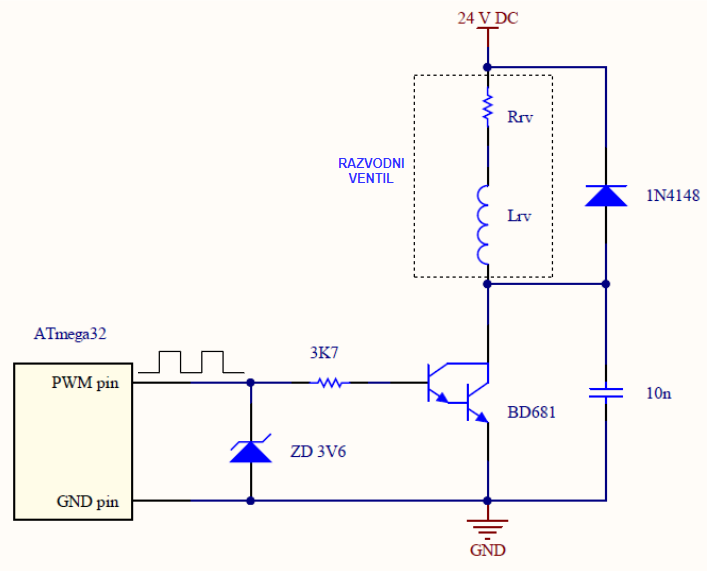 24 V DC
Rrv
RAZVODNI
VENTIL
1N4148
Lrv
ATmega32
3K7
PWM pin
10n
BD681
ZD 3V6
GND pin
GND